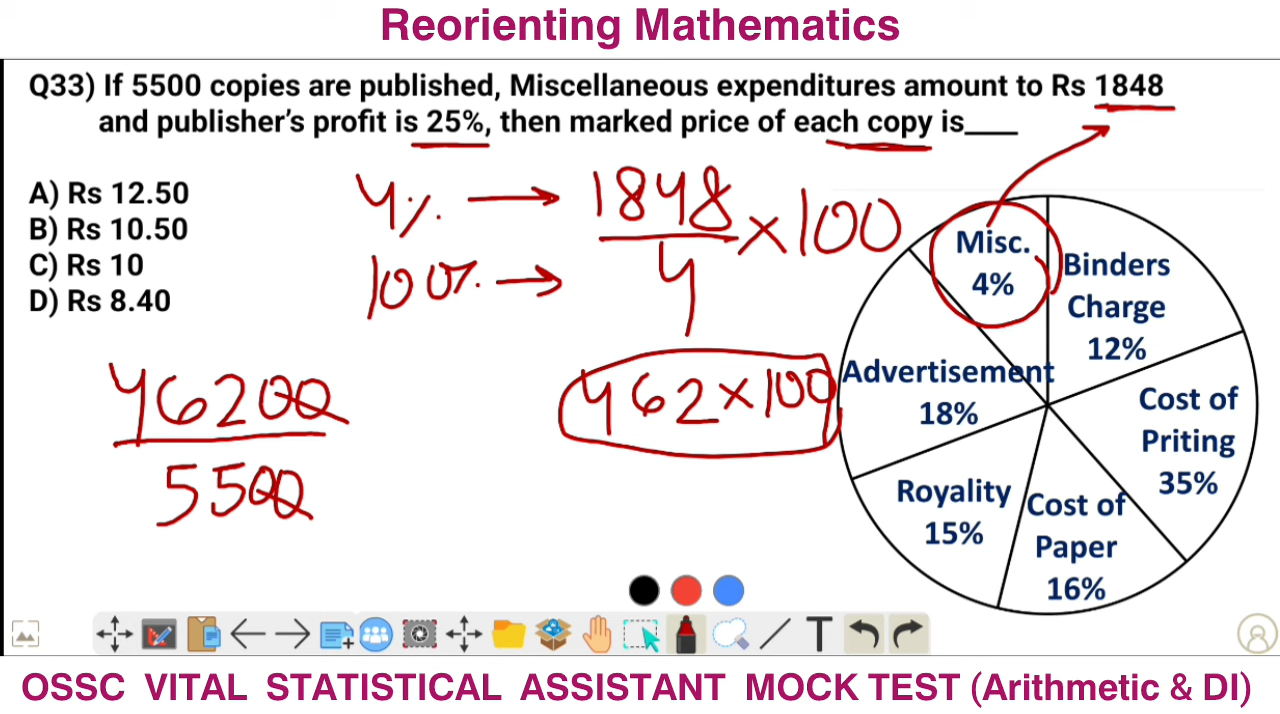 Reorienting Mathematics
Q33) If 5500 copies are published, Miscellaneous expenditures amount to Rs 1848
and publisher's profit is 25%, then marked price of each copy is____
A) Rs 12.50
B) Rs 10.50
C) Rs 10
D) Rs 8.40
4% → 1848/4 × 100
100% →
462 × 100
46200
5500
Misc.
4%
Binders
Charge
12%
Advertisement
18%
Cost of
Priting
35%
Royality
15%
Cost of
Paper
16%
T
OSSC VITAL STATISTICAL ASSISTANT MOCK TEST (Arithmetic & DI)